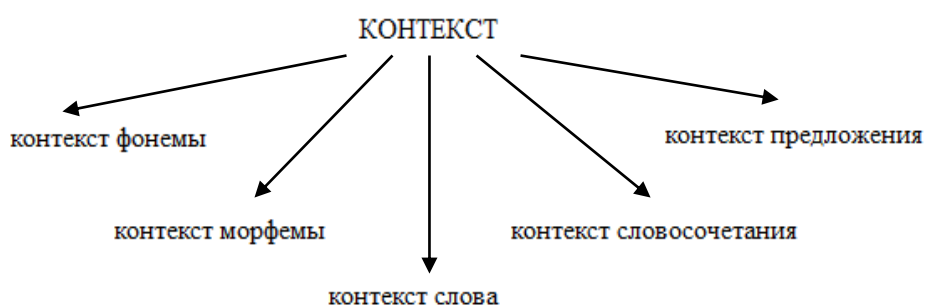 КОНТЕКСТ
контекст фонемы
контекст предложения
контекст морфемы
контекст словосочетания
контекст слова